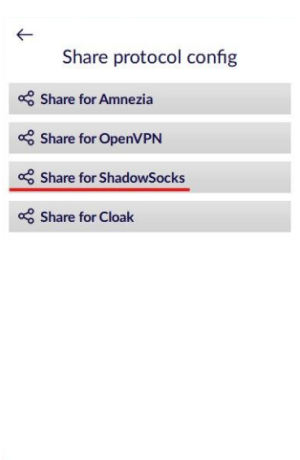 Share protocol config
Share for Amnezia
Share for OpenVPN
Share for ShadowSocks
Share for Cloak